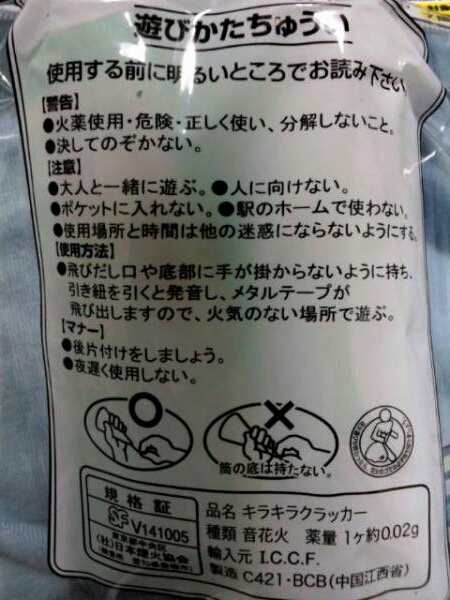 遊びかたちゅうい
使用する前に明るいところでお読み下さい
【警告】
●火薬使用・危険・正しく使い、分解しないこと。
●決してのぞかない。
【注意】
●大人と一緒に遊ぶ。●人に向けない。
●ポケットに入れない。●駅のホームで使わない。
●使用場所と時間は他の迷惑にならないようにする。
【使用方法】
●飛びだし口や底部に手が掛からないように持ち、
引き紐を引くと発音し、メタルテープが
飛び出しますので、火気のない場所で遊ぶ。
【マナー】
●後片付けをしましょう。
●夜遅く使用しない。
筒の底は持たない。
規格証
SF V141005
東京都中央区
(社)日本煙火協会
品名 キラキラクラッカー
種類 音花火 薬量 1ヶ約0.02g
輸入元 I.C.C.F.
製造 C421・BCB(中国江西省)